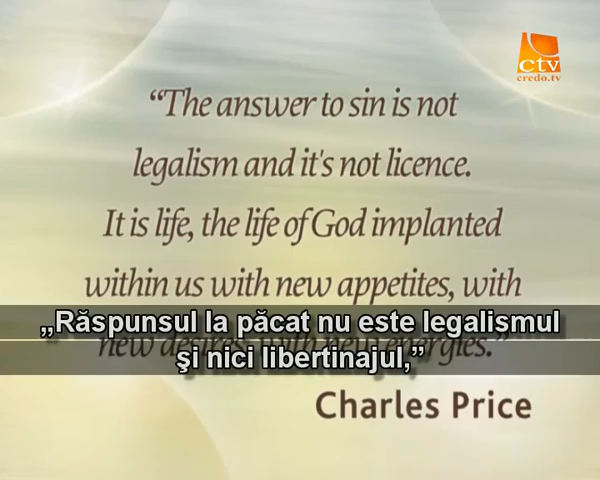 ctv
credo.tv
“The answer to sin is not
legalism and it's not licence.
It is life, the life of God implanted
within us with new appetites, with
new desires, with new energies.”
„Răspunsul la păcat nu este legalismul
şi nici libertinajul,”
Charles Price